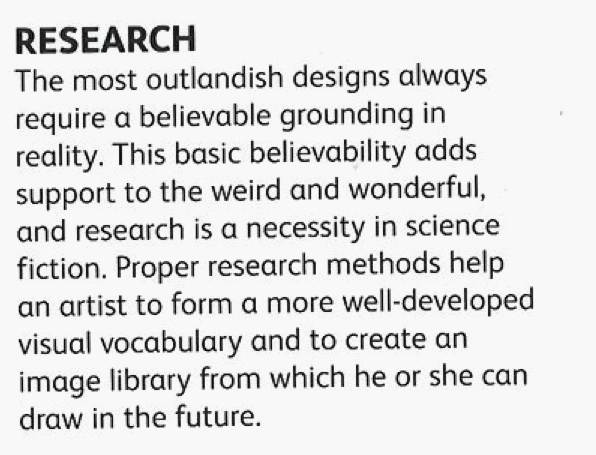 RESEARCH
The most outlandish designs always
require a believable grounding in
reality. This basic believability adds
support to the weird and wonderful,
and research is a necessity in science
fiction. Proper research methods help
an artist to form a more well-developed
visual vocabulary and to create an
image library from which he or she can
draw in the future.